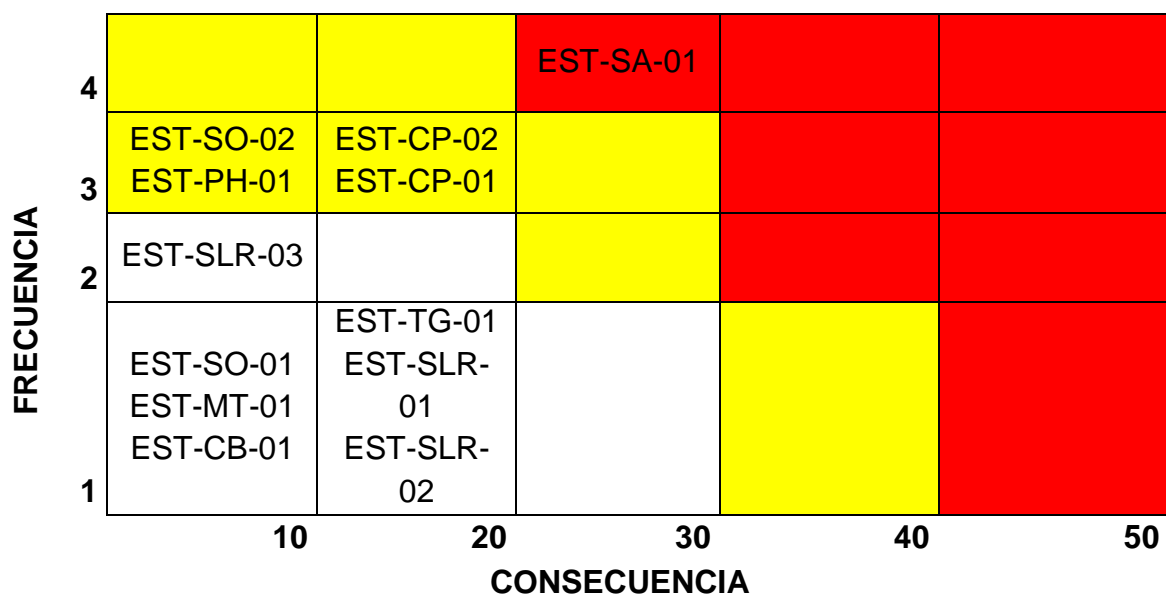 EST-SA-01
4
EST-SO-02
EST-PH-01
EST-CP-02
EST-CP-01
3
EST-SLR-03
2
EST-SO-01
EST-MT-01
EST-CB-01
EST-TG-01
EST-SLR-
01
EST-SLR-
02
1
FRECUENCIA
10 20 30 40 50
CONSECUENCIA